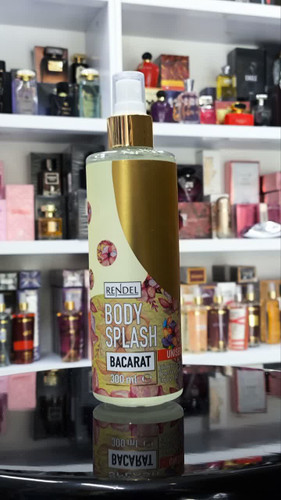 RENDEL
BODY
SPLASH
BACARAT
300 ml e